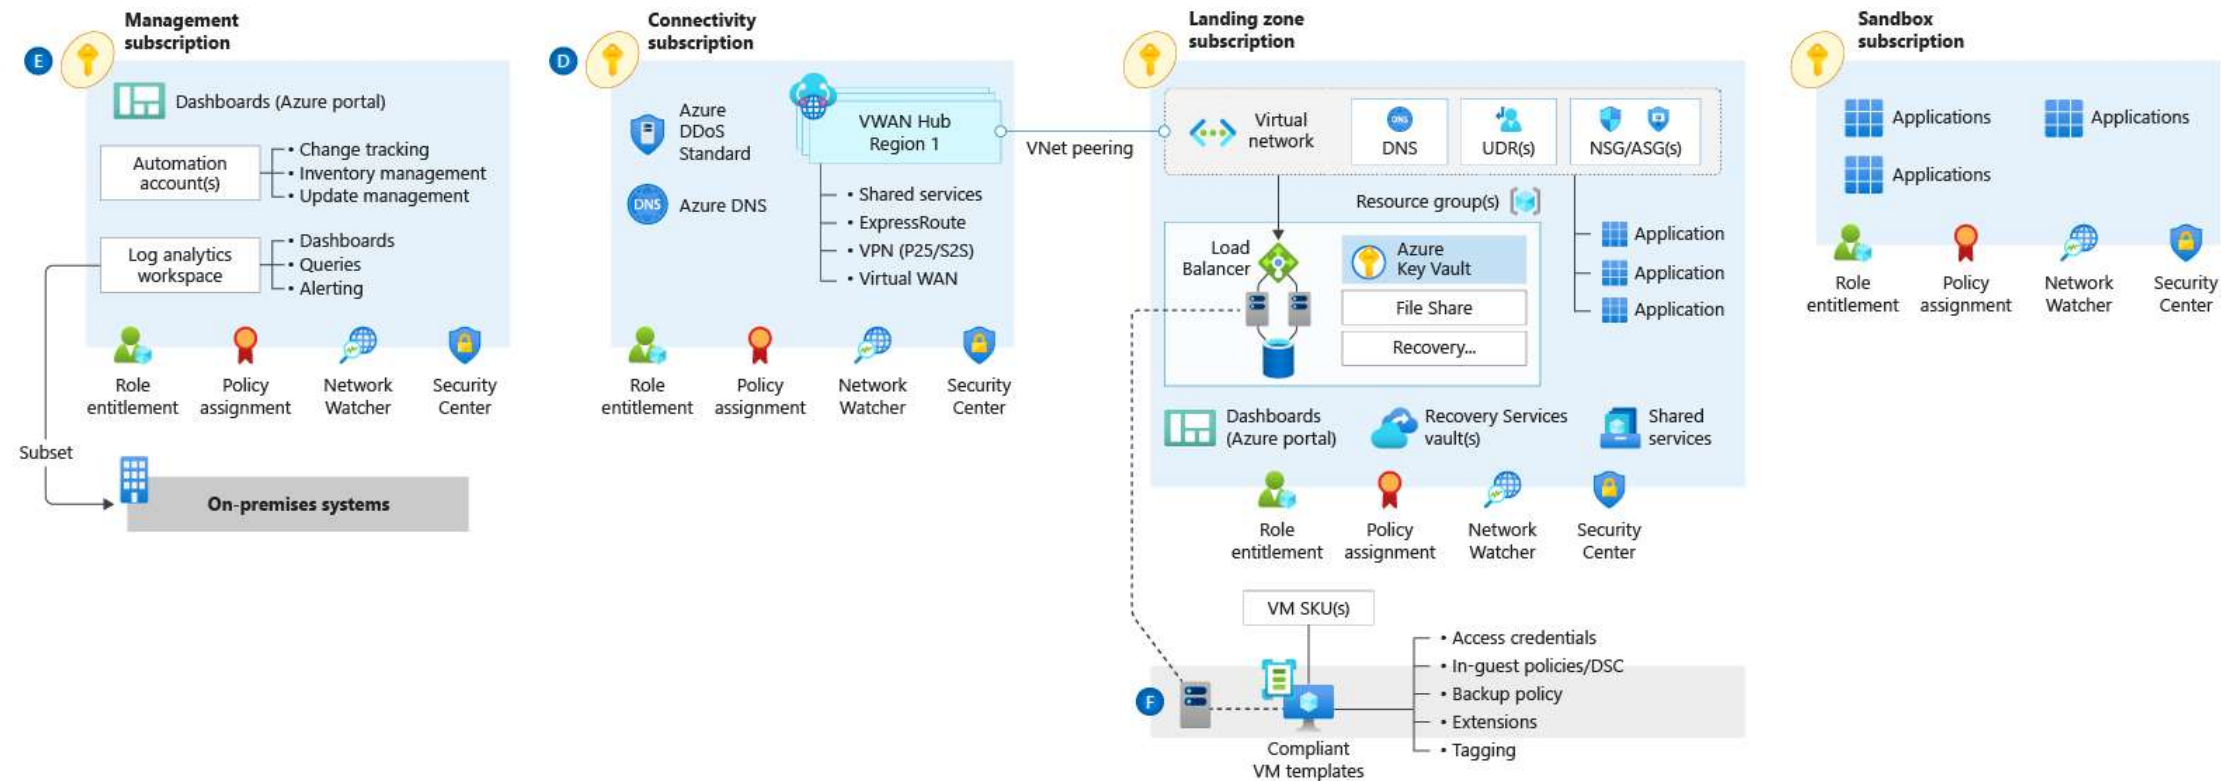 Management
subscription
E
Dashboards (Azure portal)
Automation
account(s)
• Change tracking
• Inventory management
• Update management
Log analytics
workspace
• Dashboards
• Queries
• Alerting
Role
entitlement
Policy
assignment
Network
Watcher
Security
Center
Subset
On-premises systems
Connectivity
subscription
D
Azure
DDoS
Standard
DNS
Azure DNS
VWAN Hub
Region 1
• Shared services
• ExpressRoute
• VPN (P25/S2S)
• Virtual WAN
Role
entitlement
Policy
assignment
Network
Watcher
Security
Center
VNet peering
Landing zone
subscription
Virtual
network
DNS
DNS
UDR(s)
NSG/ASG(s)
Resource group(s)
Load
Balancer
Azure
Key Vault
File Share
Recovery...
Application
Application
Application
Dashboards
(Azure portal)
Recovery Services
vault(s)
Shared
services
Role
entitlement
Policy
assignment
Network
Watcher
Security
Center
VM SKU(s)
F
Compliant
VM templates
• Access credentials
• In-guest policies/DSC
• Backup policy
• Extensions
• Tagging
Sandbox
subscription
Applications
Applications
Applications
Role
entitlement
Policy
assignment
Network
Watcher
Security
Center